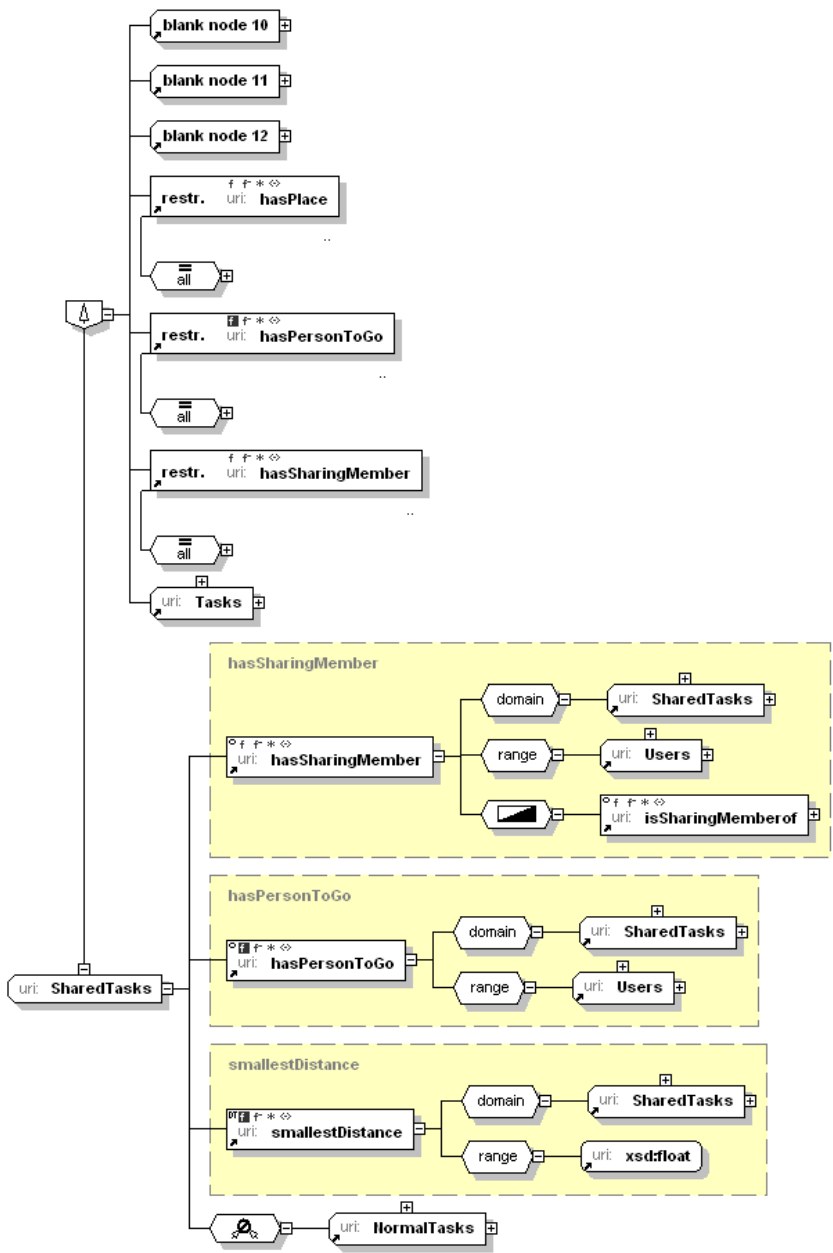 blank node 10
blank node 11
blank node 12
restr. uri: hasPlace
..
all
restr. uri: hasPersonToGo
..
all
restr. uri: hasSharingMember
..
all
uri: Tasks
hasSharingMember
domain
uri: SharedTasks
uri: hasSharingMember
range
uri: Users
uri: isSharingMemberof
hasPersonToGo
domain
uri: SharedTasks
uri: hasPersonToGo
range
uri: Users
uri: SharedTasks
smallestDistance
domain
uri: SharedTasks
DT
uri: smallestDistance
range
uri: xsd:float
uri: NormalTasks